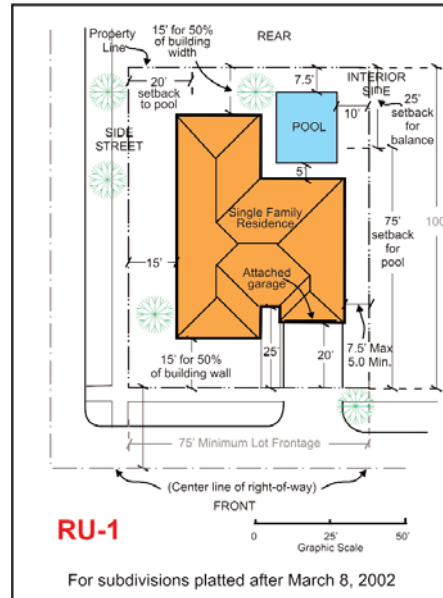 Property
Line
15' for 50%
of building
width
REAR
7.5'
INTERIOR
SIDE
20'
setback
to pool
10'
25'
setback
for
balance
POOL
SIDE
STREET
5'
Single Family
Residence
75'
setback
for
pool
100
15'
Attached
garage
25'
20'
7.5' Max
5.0 Min.
15' for 50%
of building wall
75' Minimum Lot Frontage
(Center line of right-of-way)
FRONT
RU-1
0 25' 50'
Graphic Scale
For subdivisions platted after March 8, 2002